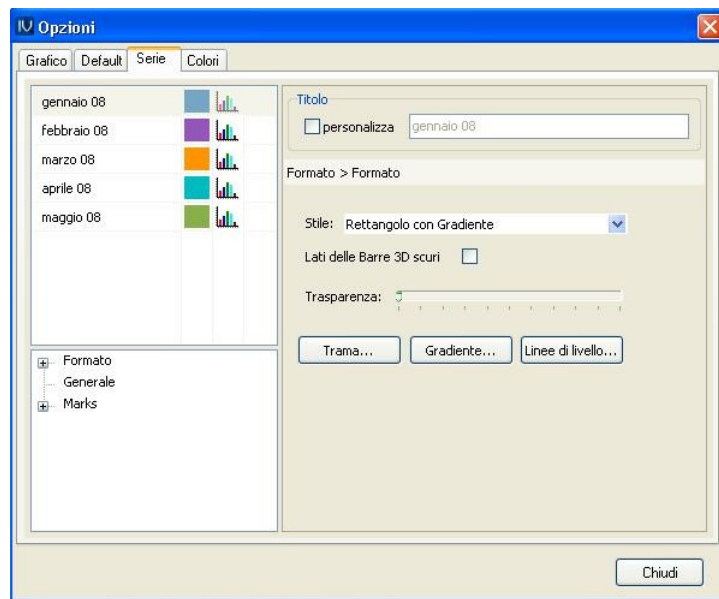 Opzioni
Grafico Default Serie Colori
gennaio 08
febbraio 08
marzo 08
aprile 08
maggio 08
Titolo
personalizza gennaio 08
Formato > Formato
Stile: Rettangolo con Gradiente
Lati delle Barre 3D scuri
Trasparenza:
Trama... Gradiente... Linee di livello...
Formato
Generale
Marks
Chiudi